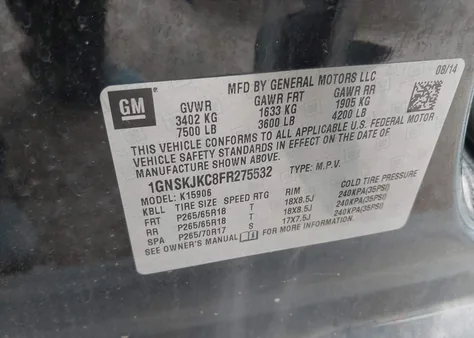 GM
MFD BY GENERAL MOTORS LLC
08/14
GVWR GAWR FRT GAWR RR
3402 KG 1633 KG 1905 KG
7500 LB 3600 LB 4200 LB
THIS VEHICLE CONFORMS TO ALL APPLICABLE U.S. FEDERAL MOTOR
VEHICLE SAFETY STANDARDS IN EFFECT ON THE DATE OF
MANUFACTURE SHOWN ABOVE.
1GNSKJKC8FR275532 TYPE: M.P.V.
MODEL: K15906
KBLL TIRE SIZE SPEED RTG RIM COLD TIRE PRESSURE
FRT P265/65R18 T 18X8.5J 240KPA(35PSI)
RR P265/65R18 T 18X8.5J 240KPA(35PSI)
SPA P265/70R17 S 17X7.5J 240KPA(35PSI)
SEE OWNER'S MANUAL FOR MORE INFORMATION.